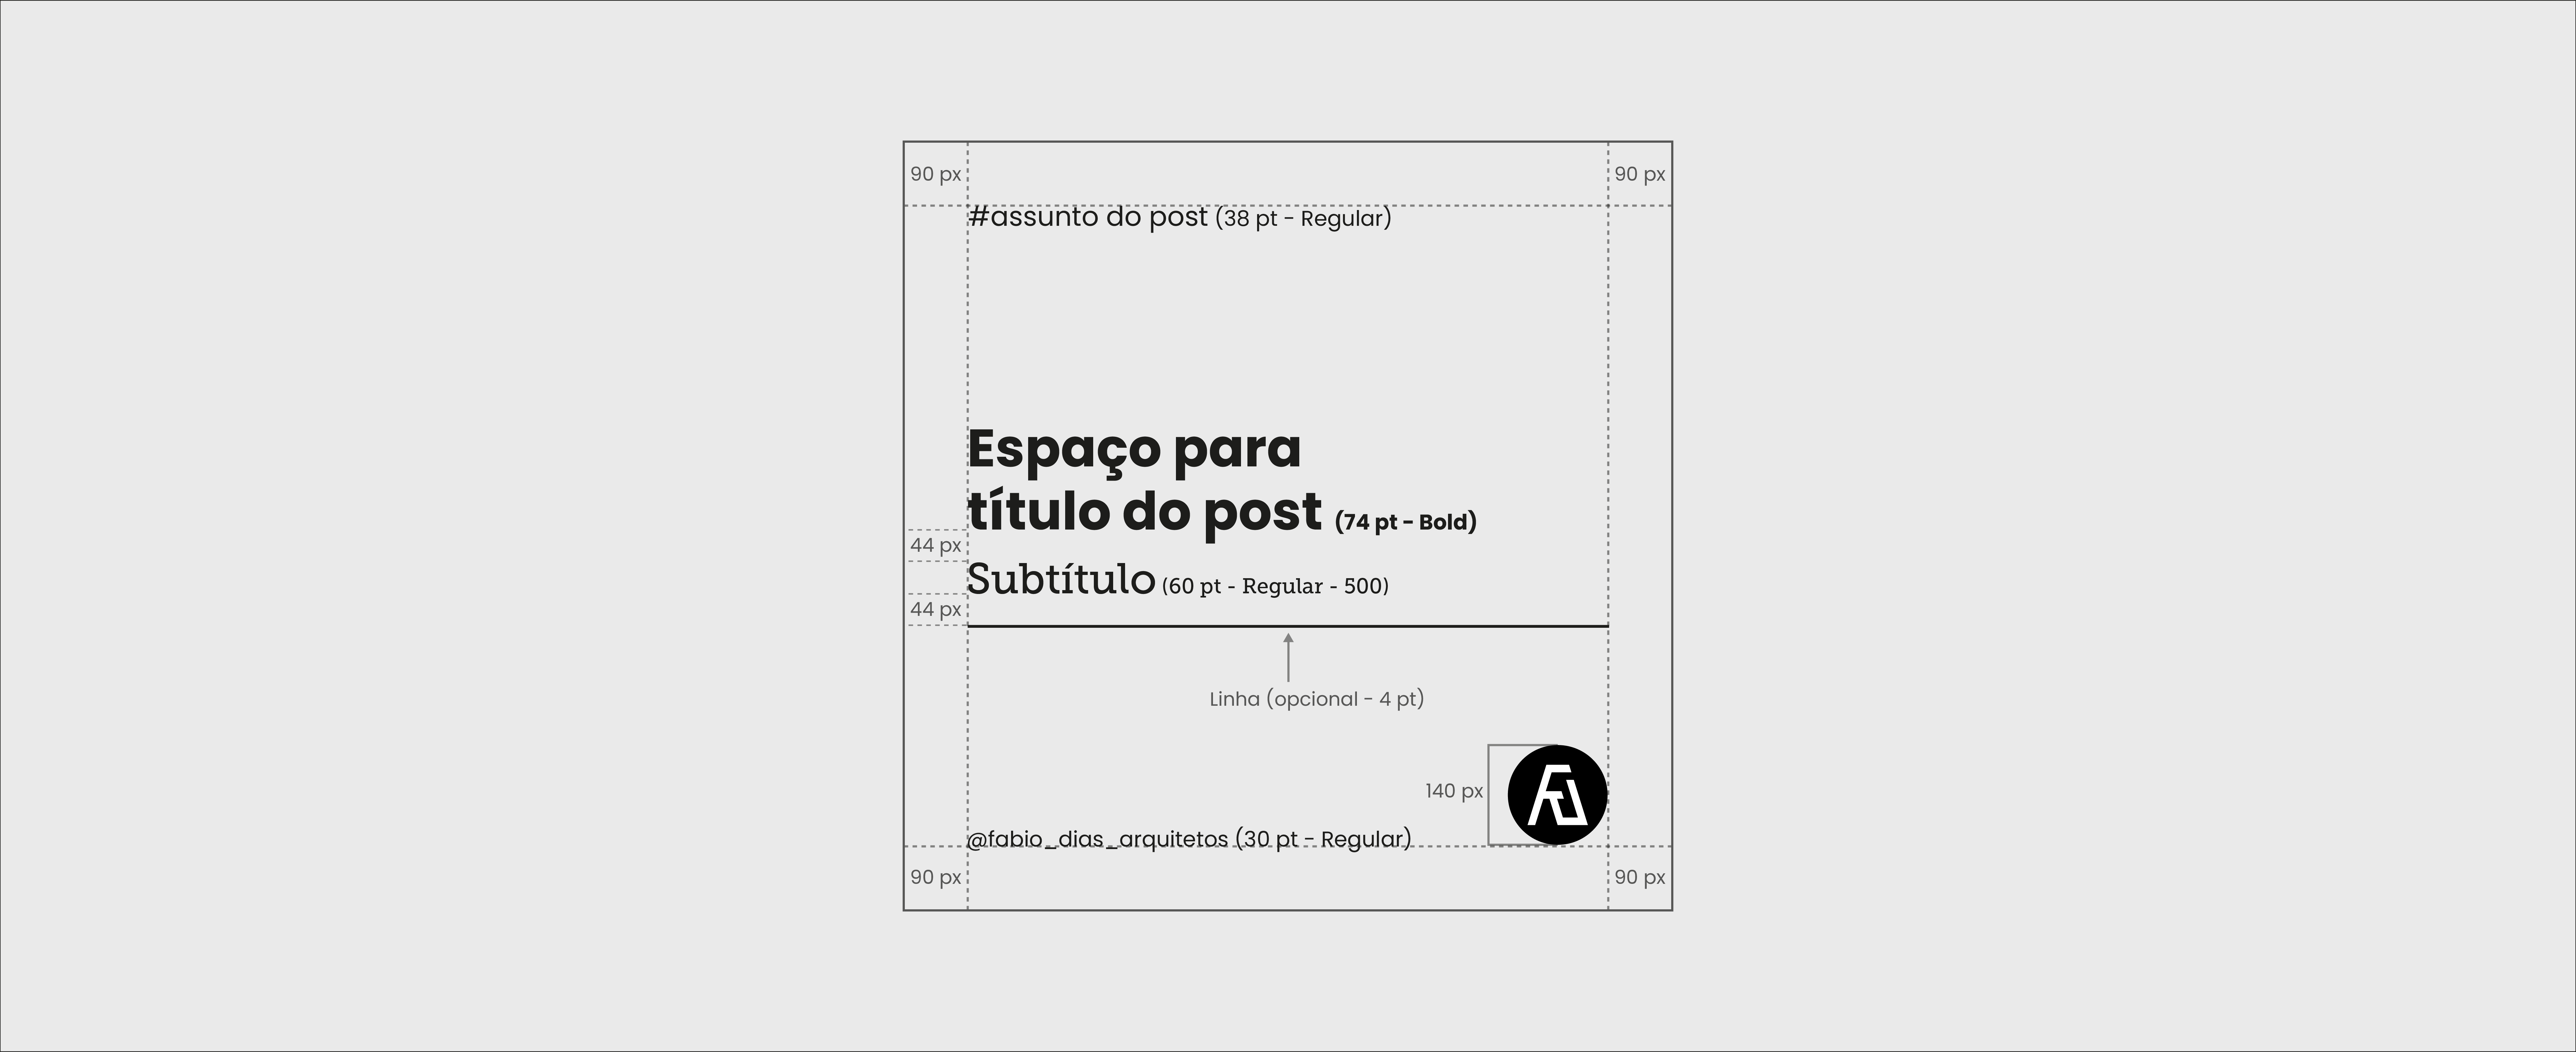 90 px
90 px
#assunto do post (38 pt - Regular)
Espaço para
título do post (74 pt - Bold)
44 px
Subtítulo (60 pt - Regular - 500)
44 px
Linha (opcional - 4 pt)
140 px
@fabio_dias_arquitetos (30 pt - Regular)
90 px
90 px